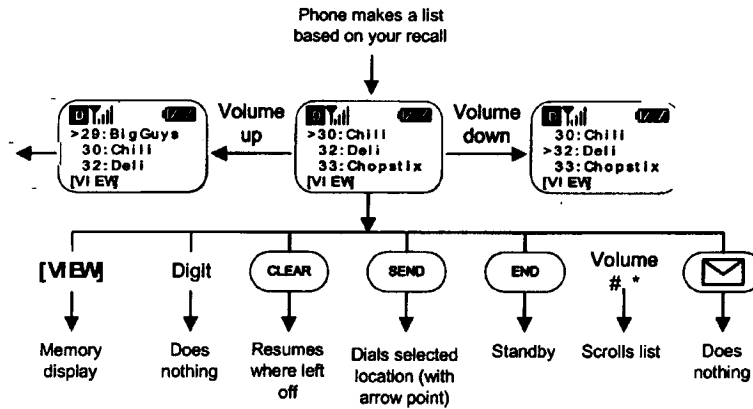 Phone makes a list
based on your recall
D
>29:BigGuys
30:Chili
32:Deli
[VIEW]
Volume
up
D
>30:Chili
32:Deli
33:Chopstix
[VIEW]
Volume
down
D
30:Chili
>32:Deli
33:Chopstix
[VIEW]
[VIEW]
Digit
CLEAR
SEND
END
Volume
#, *
Memory
display
Does
nothing
Resumes
where left
off
Dials selected
location (with
arrow point)
Standby
Scrolls list
Does
nothing